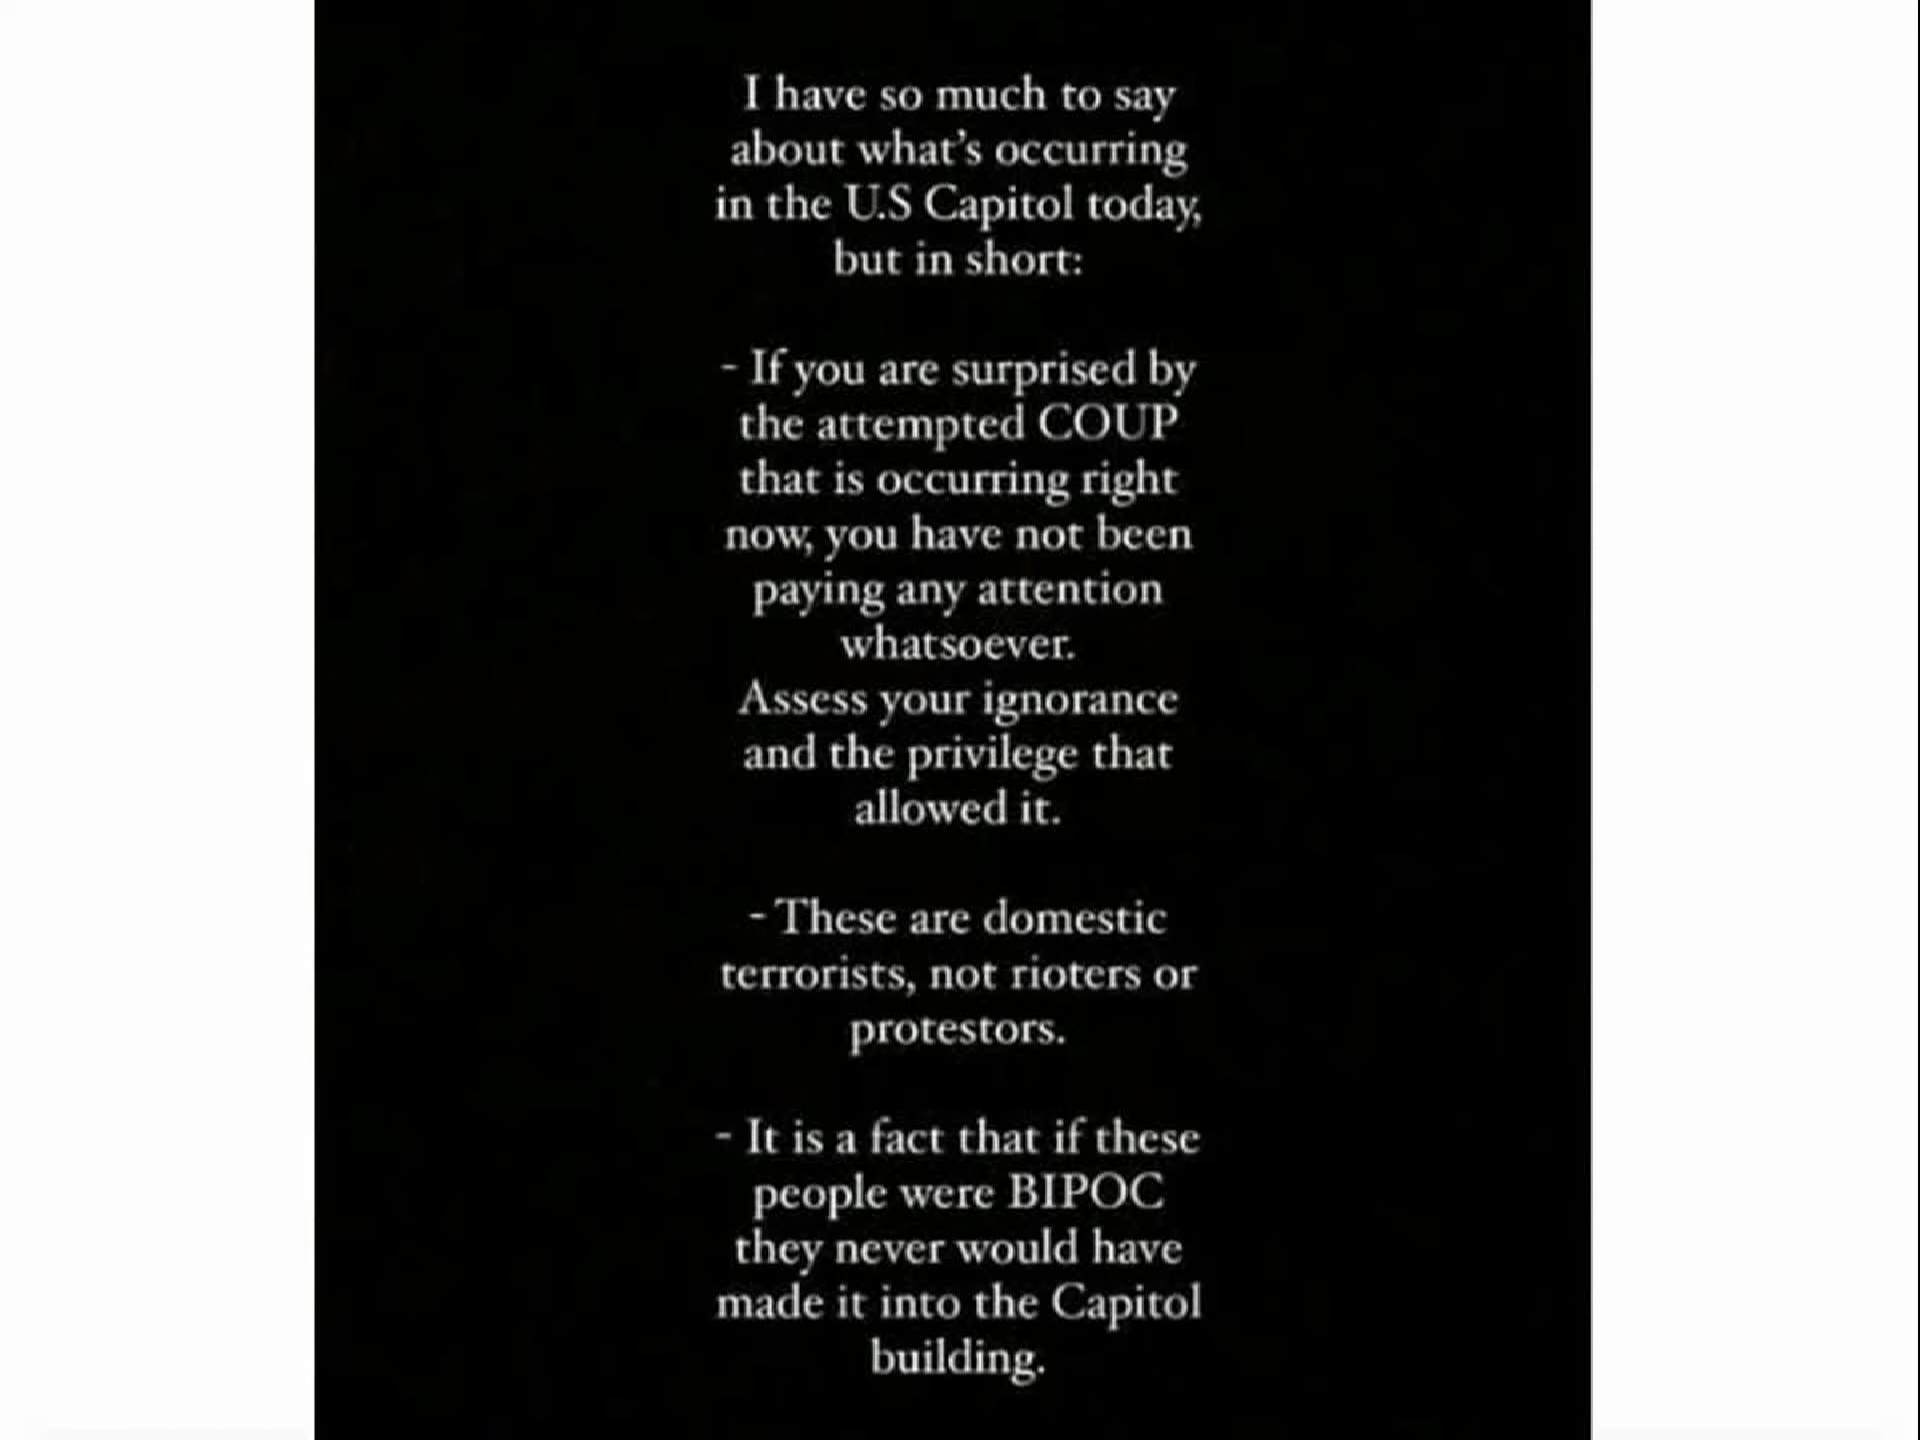 I have so much to say
about what's occurring
in the U.S Capitol today,
but in short:
- If you are surprised by
the attempted COUP
that is occurring right
now, you have not been
paying any attention
whatsoever.
Assess your ignorance
and the privilege that
allowed it.
- These are domestic
terrorists, not rioters or
protestors.
- It is a fact that if these
people were BIPOC
they never would have
made it into the Capitol
building.